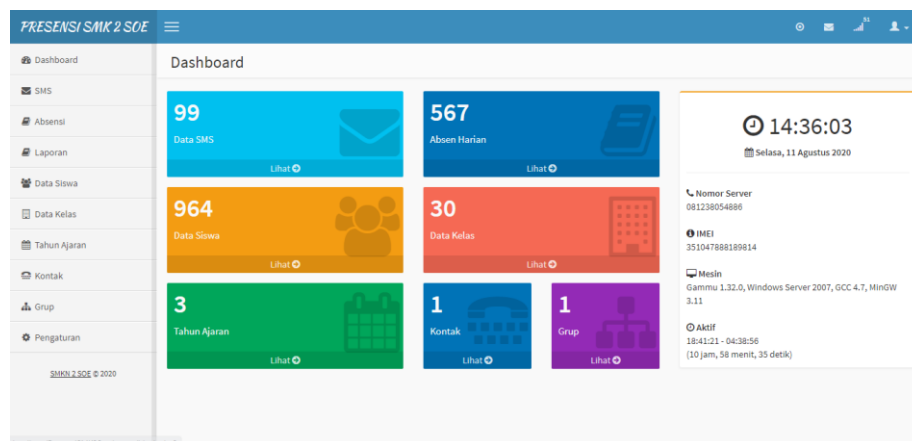 PRESENSI SMK 2 SOE
51
Dashboard
SMS
Absensi
Laporan
Data Siswa
Data Kelas
Tahun Ajaran
Kontak
Grup
Pengaturan
SMKN 2 SOE © 2020
Dashboard
99
Data SMS
Lihat
567
Absen Harian
Lihat
964
Data Siswa
Lihat
30
Data Kelas
Lihat
3
Tahun Ajaran
Lihat
1
Kontak
Lihat
1
Grup
Lihat
14:36:03
Selasa, 11 Agustus 2020
Nomor Server
081238054886
IMEI
351047888189814
Mesin
Gammu 1.32.0, Windows Server 2007, GCC 4.7, MinGW
3.11
Aktif
18:41:21 - 04:38:56
(10 jam, 58 menit, 35 detik)